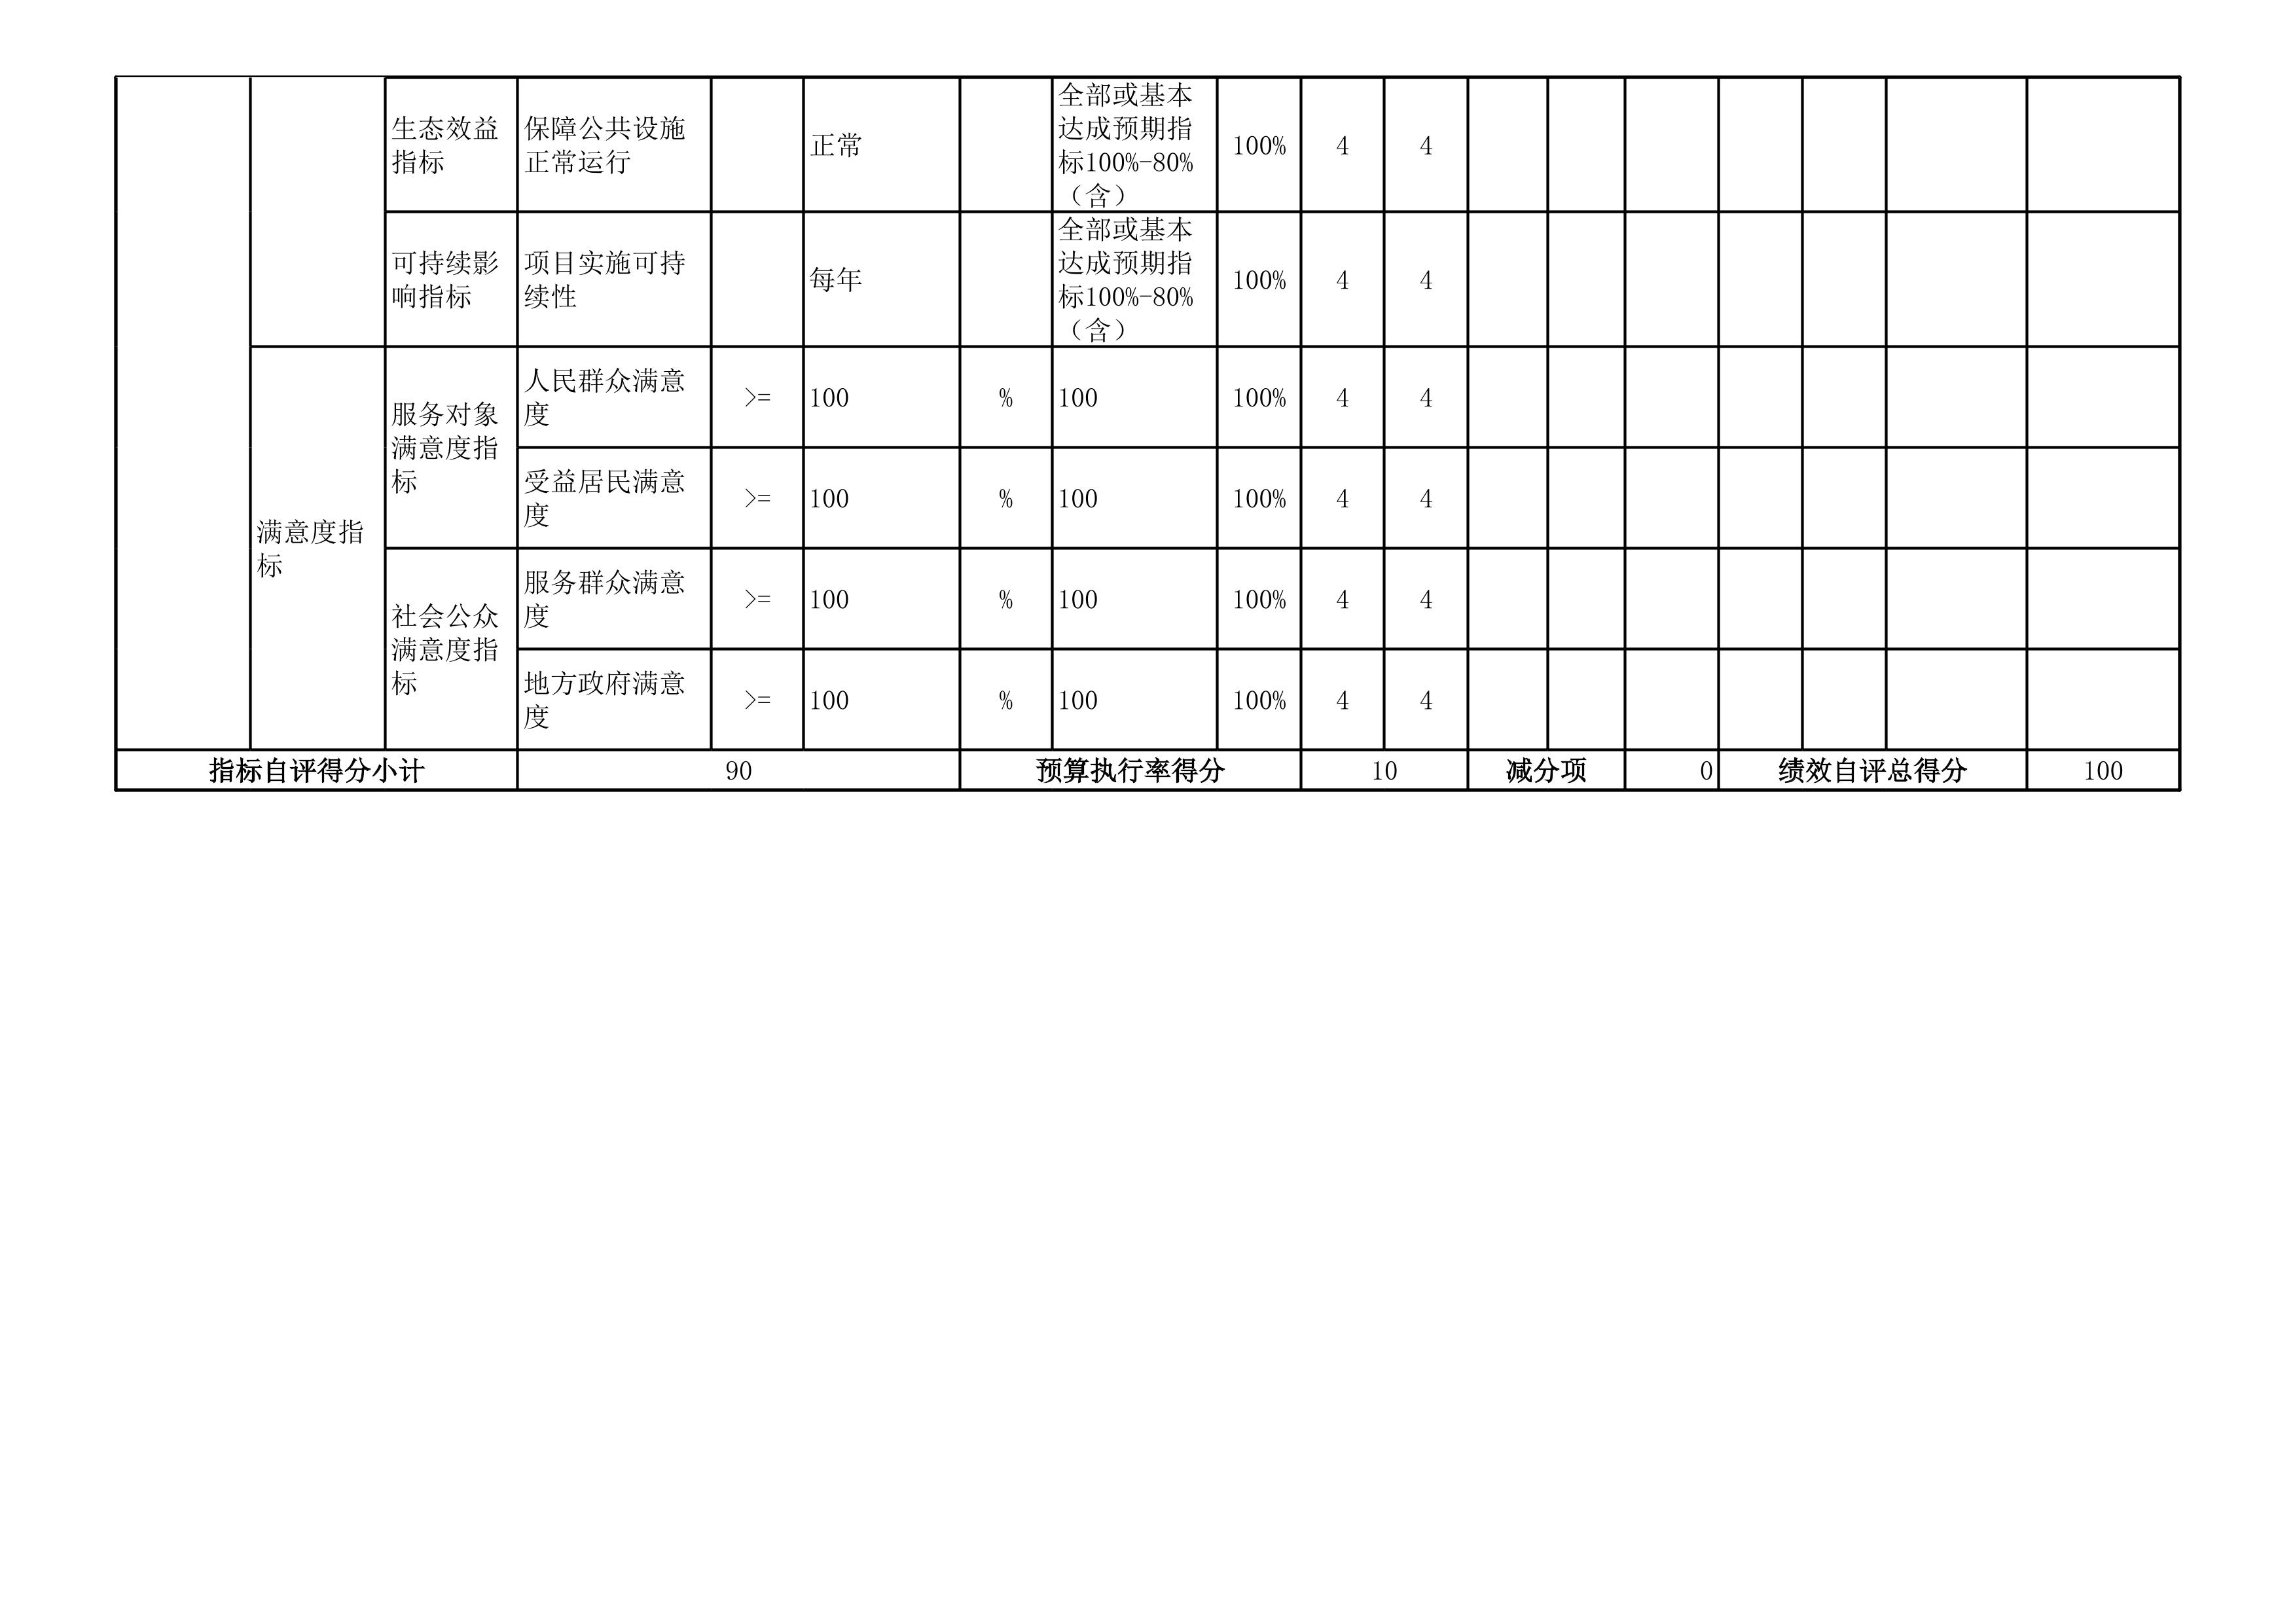 生态效益指标 保障公共设施正常运行 正常 全部或基本达成预期指标100%-80%（含） 100% 4 4
可持续影响指标 项目实施可持续性 每年 全部或基本达成预期指标100%-80%（含） 100% 4 4
满意度指标 服务对象满意度指标 人民群众满意度 >= 100 % 100 100% 4 4
受益居民满意度 >= 100 % 100 100% 4 4
社会公众满意度指标 服务群众满意度 >= 100 % 100 100% 4 4
地方政府满意度 >= 100 % 100 100% 4 4
指标自评得分小计 90 预算执行率得分 10 减分项 0 绩效自评总得分 100